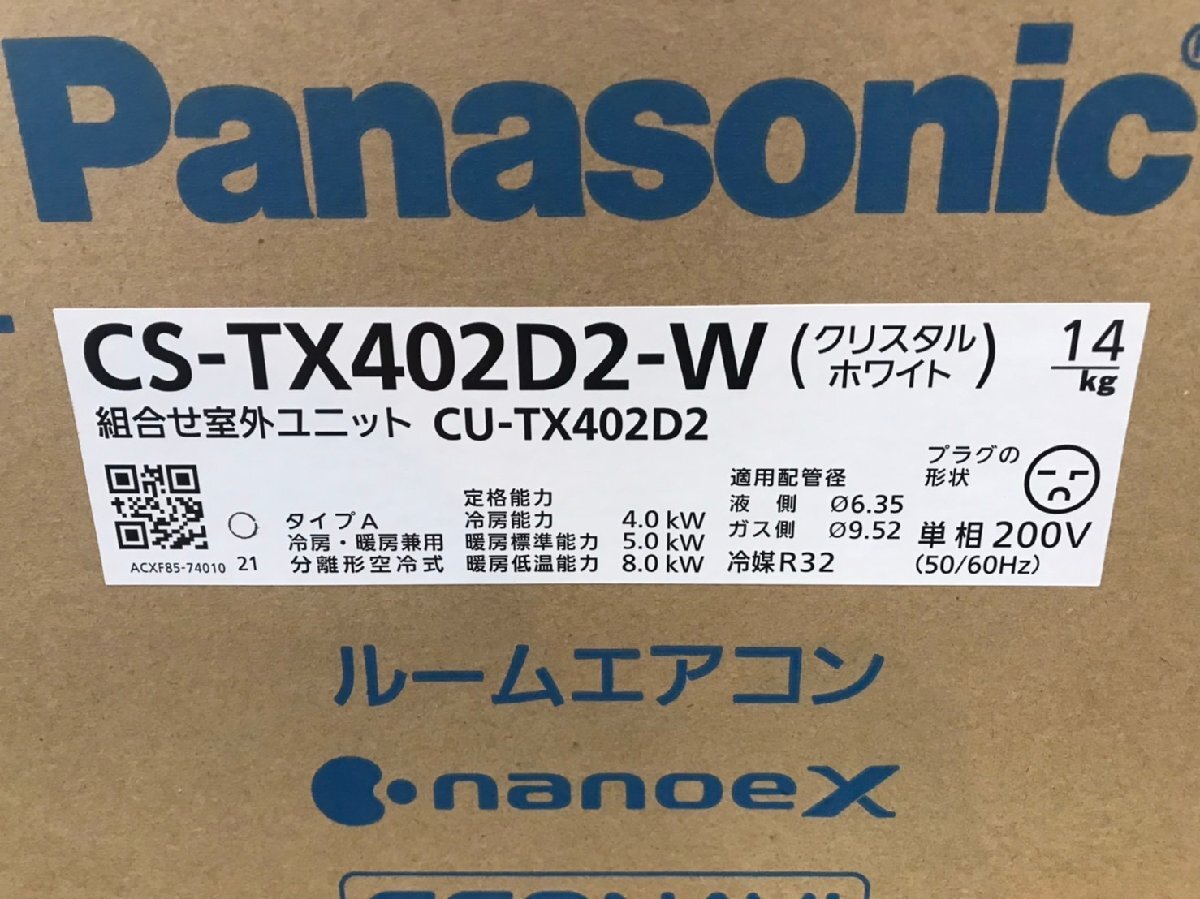 Panasonic
CS-TX402D2-W (クリスタルホワイト) 14 kg
組合せ室外ユニット CU-TX402D2
ACXF85-74010 21
タイプA
冷房・暖房兼用
分離形空冷式
定格能力
冷房能力 4.0 kW
暖房標準能力 5.0 kW
暖房低温能力 8.0 kW
適用配管径
液 側 Ø6.35
ガス側 Ø9.52
冷媒R32
プラグの
形状
単相200V
(50/60Hz)
ルームエアコン
nanoeX